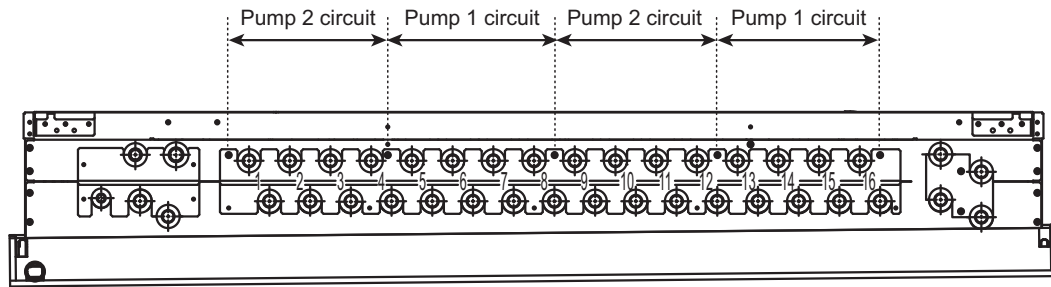 Pump 2 circuit Pump 1 circuit Pump 2 circuit Pump 1 circuit
1 2 3 4 5 6 7 8 9 10 11 12 13 14 15 16